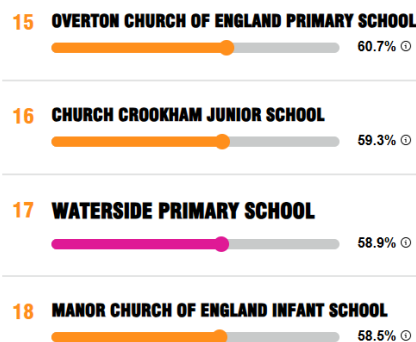 15 OVERTON CHURCH OF ENGLAND PRIMARY SCHOOL
60.7%
16 CHURCH CROOKHAM JUNIOR SCHOOL
59.3%
17 WATERSIDE PRIMARY SCHOOL
58.9%
18 MANOR CHURCH OF ENGLAND INFANT SCHOOL
58.5%